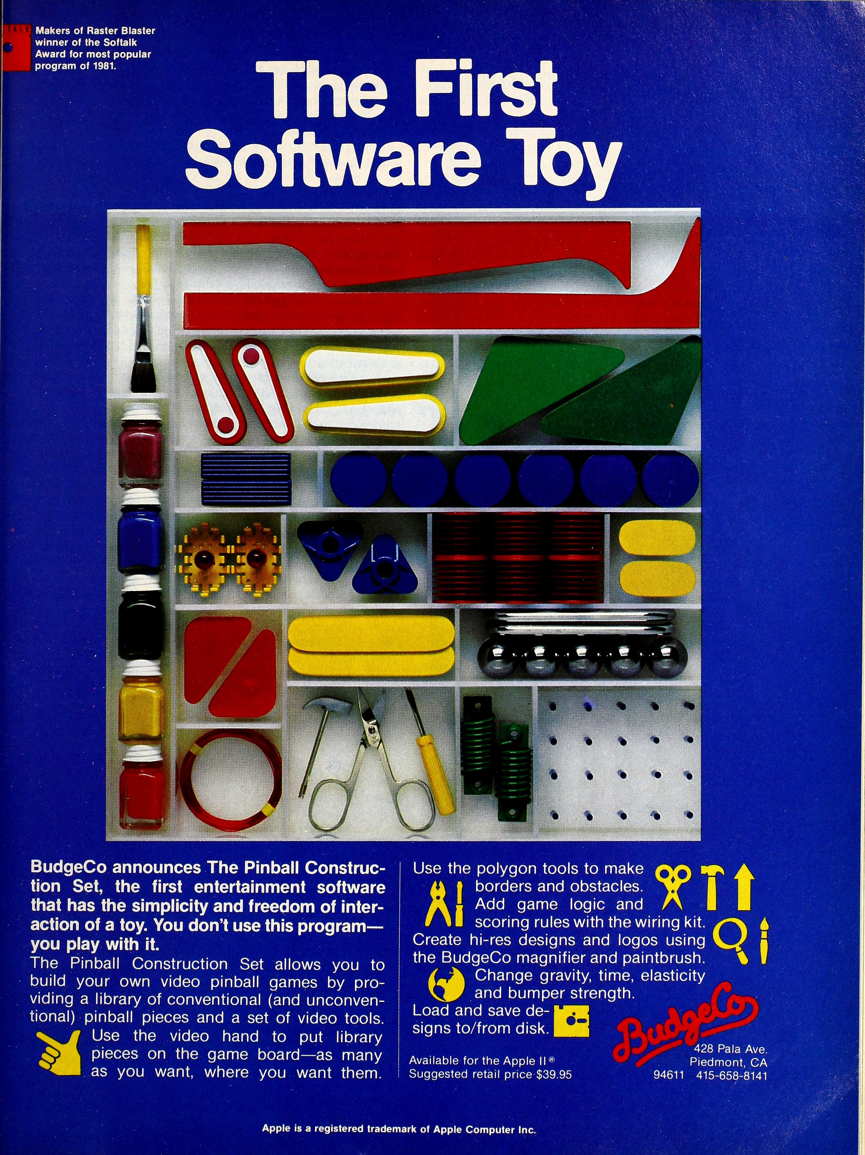 Makers of Raster Blaster
winner of the Softalk
Award for most popular
program of 1981.
The First
Software Toy
BudgeCo announces The Pinball Construc-
tion Set, the first entertainment software
that has the simplicity and freedom of inter-
action of a toy. You don't use this program—
you play with it.
The Pinball Construction Set allows you to
build your own video pinball games by pro-
viding a library of conventional (and unconven-
tional) pinball pieces and a set of video tools.
Use the video hand to put library
pieces on the game board—as many
as you want, where you want them.
Use the polygon tools to make
borders and obstacles.
Add game logic and
scoring rules with the wiring kit.
Create hi-res designs and logos using
the BudgeCo magnifier and paintbrush.
Change gravity, time, elasticity
and bumper strength.
Load and save de-
signs to/from disk.
Available for the Apple II®
Suggested retail price $39.95
BudgeCo
428 Pala Ave.
Piedmont, CA
94611 415-658-8141
Apple is a registered trademark of Apple Computer Inc.